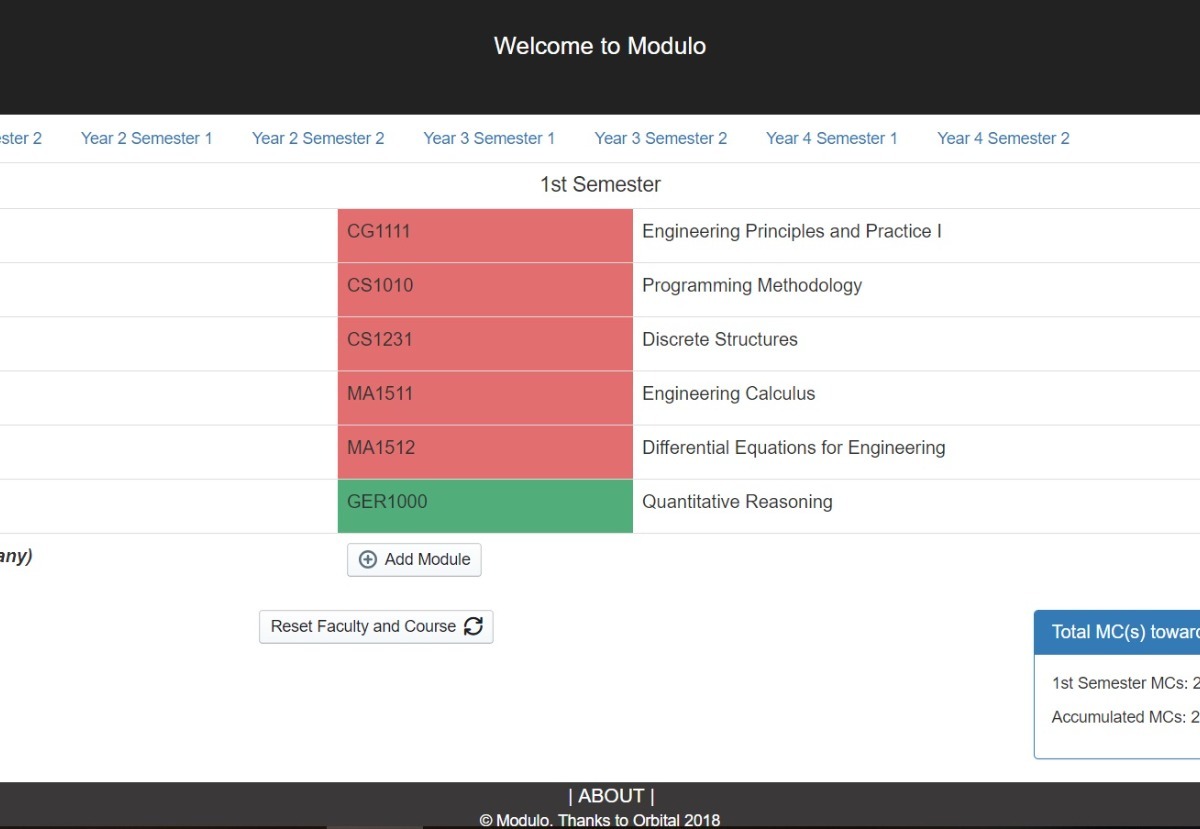 Welcome to Modulo
ster 2 Year 2 Semester 1 Year 2 Semester 2 Year 3 Semester 1 Year 3 Semester 2 Year 4 Semester 1 Year 4 Semester 2
1st Semester
CG1111 Engineering Principles and Practice I
CS1010 Programming Methodology
CS1231 Discrete Structures
MA1511 Engineering Calculus
MA1512 Differential Equations for Engineering
GER1000 Quantitative Reasoning
any) Add Module
Reset Faculty and Course
Total MC(s) towar
1st Semester MCs: 2
Accumulated MCs: 2
| ABOUT |
© Modulo. Thanks to Orbital 2018